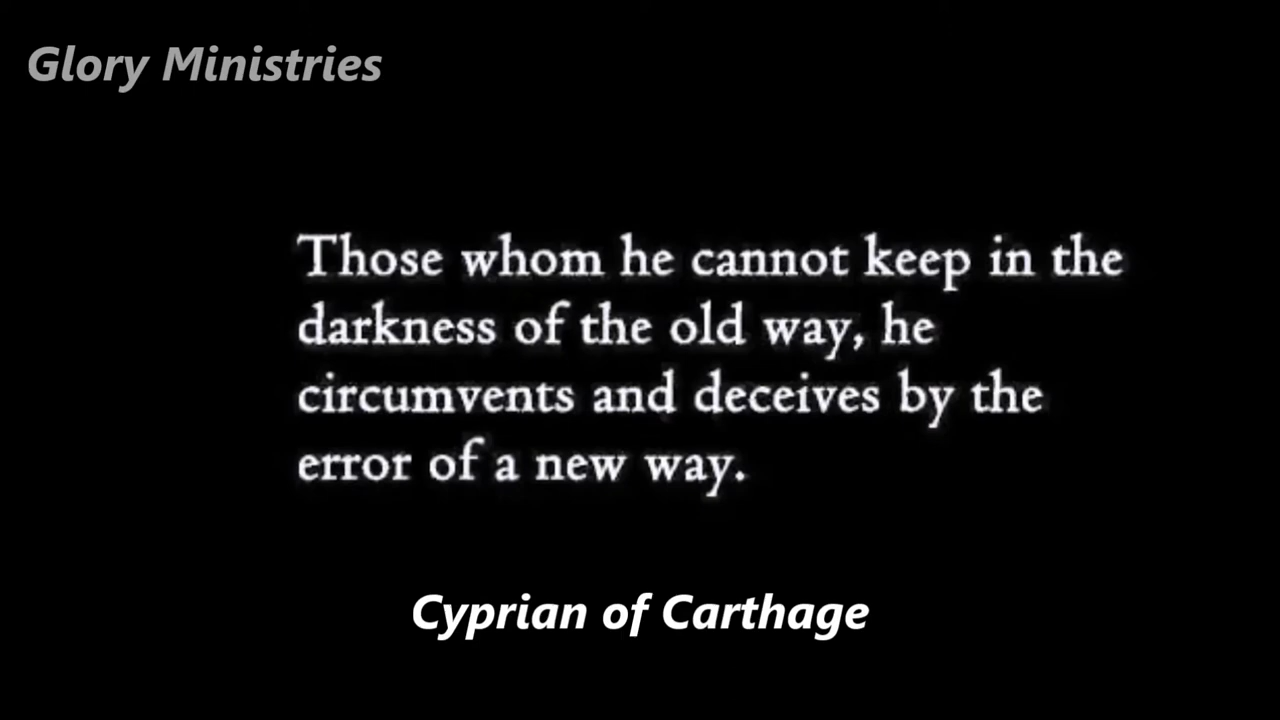 Glory Ministries
Those whom he cannot keep in the
darkness of the old way, he
circumvents and deceives by the
error of a new way.
Cyprian of Carthage